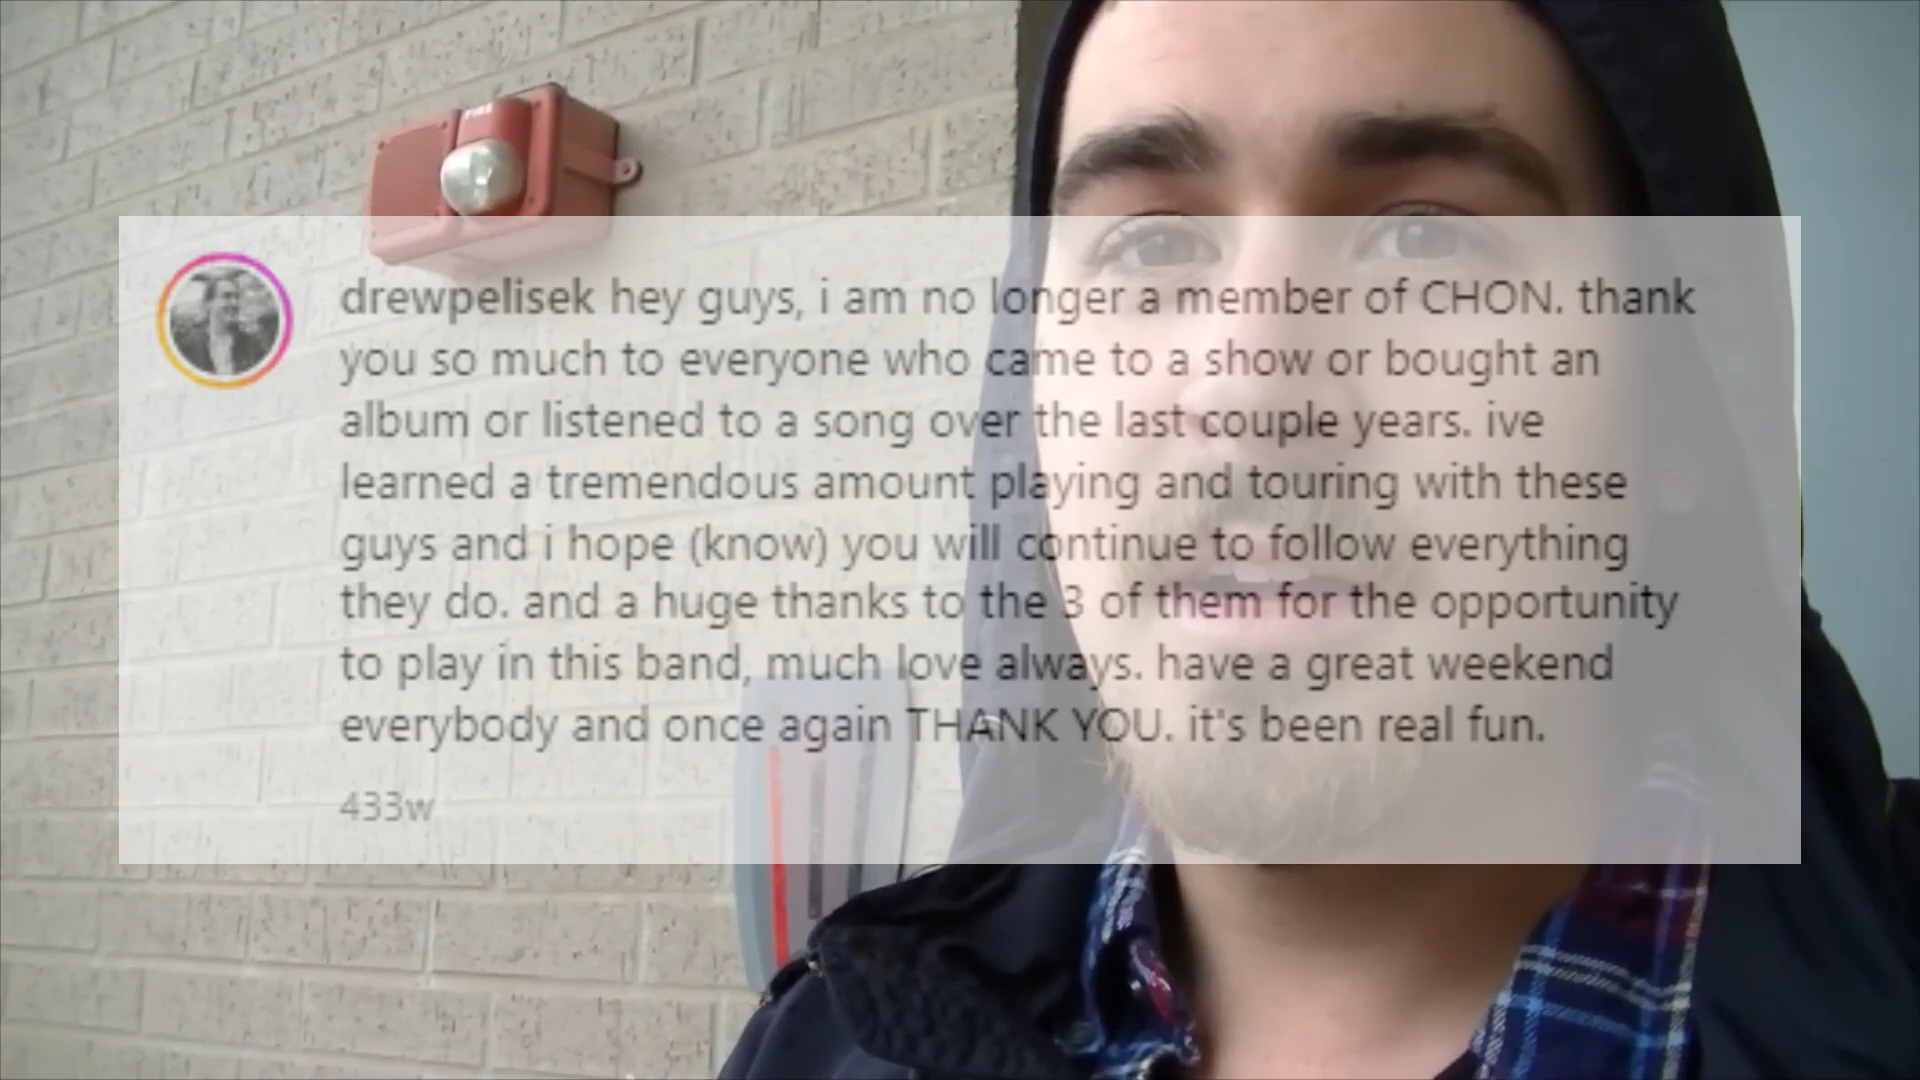 FIRE
drewpelisek hey guys, i am no longer a member of CHON. thank
you so much to everyone who came to a show or bought an
album or listened to a song over the last couple years. ive
learned a tremendous amount playing and touring with these
guys and i hope (know) you will continue to follow everything
they do. and a huge thanks to the 3 of them for the opportunity
to play in this band, much love always. have a great weekend
everybody and once again THANK YOU. it's been real fun.
433w